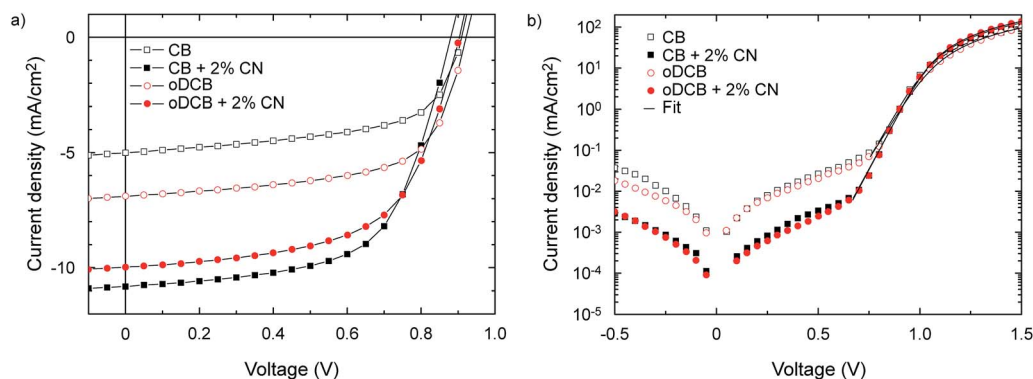 a)
0
-5
-10
Current density (mA/cm²)
CB
CB + 2% CN
oDCB
oDCB + 2% CN
0 0.2 0.4 0.6 0.8 1.0
Voltage (V)
b)
10²
10¹
10⁰
10⁻¹
10⁻²
10⁻³
10⁻⁴
10⁻⁵
Current density (mA/cm²)
CB
CB + 2% CN
oDCB
oDCB + 2% CN
Fit
-0.5 0 0.5 1.0 1.5
Voltage (V)